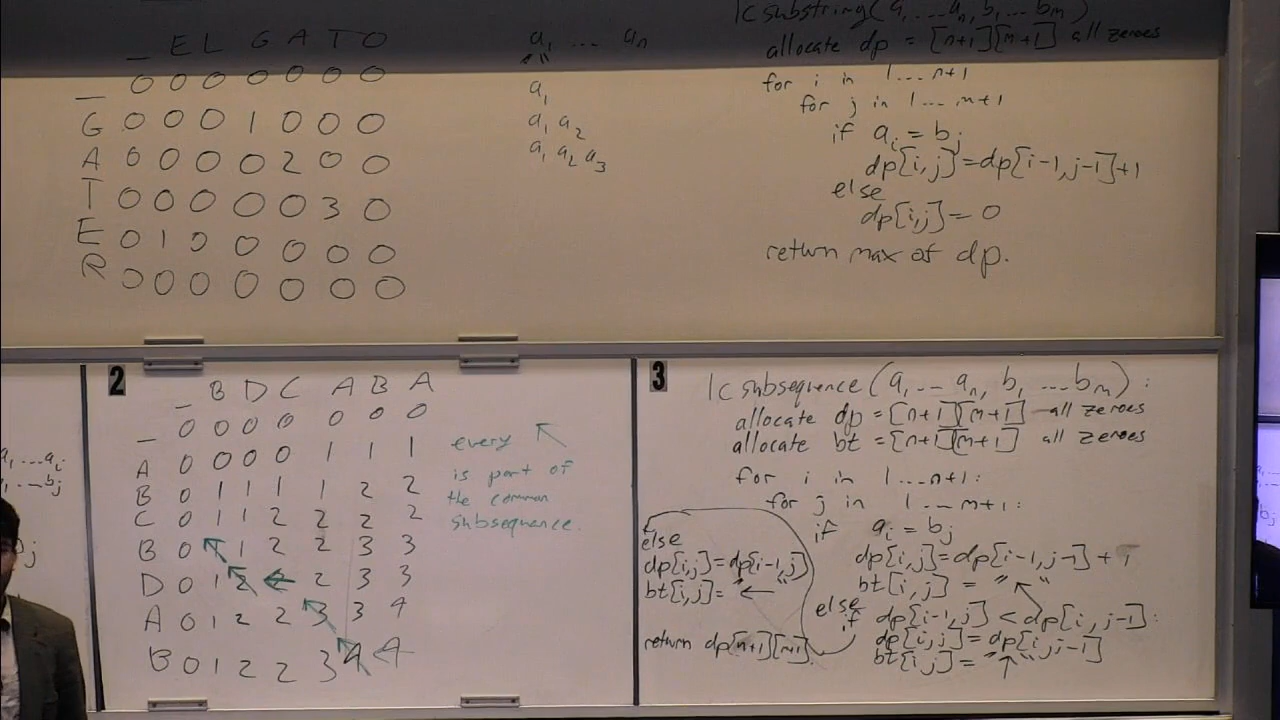 _ E L G A T O
_ 0 0 0 0 0 0 0
G 0 0 0 1 0 0 0
A 0 0 0 0 2 0 0
T 0 0 0 0 0 3 0
E 0 1 0 0 0 0 0
R 0 0 0 0 0 0 0
a₁ ... aₙ
a₁
a₁ a₂
a₁ a₂ a₃
lc substring(a₁ ... aₙ, b₁ ... bₘ)
allocate dp = [n+1][m+1] all zeroes
for i in 1...n+1
for j in 1...m+1
if aᵢ = bⱼ
dp[i,j] = dp[i-1,j-1]+1
else
dp[i,j] = 0
return max of dp.
a₁...aᵢ
...bⱼ
2
_ B D C A B A
_ 0 0 0 0 0 0 0
A 0 0 0 0 1 1 1
B 0 1 1 1 1 2 2
C 0 1 1 2 2 2 2
B 0 ↖ 1 2 2 3 3
D 0 1 2 ← 2 3 3
A 0 1 2 2 3 3 4
B 0 1 2 2 3 4 4
every ↖
is part of
the common
subsequence.
3
lc subsequence(a₁ ... aₙ, b₁ ... bₘ):
allocate dp = [n+1][m+1] all zeroes
allocate bt = [n+1][m+1] all zeroes
for i in 1...n+1:
for j in 1...m+1:
if aᵢ = bⱼ
dp[i,j] = dp[i-1,j-1] + 1
bt[i,j] = "↖"
else if dp[i-1,j] < dp[i,j-1]:
dp[i,j] = dp[i,j-1]
bt[i,j] = "↑"
else
dp[i,j] = dp[i-1,j]
bt[i,j] = "←"
return dp[n+1][m+1]